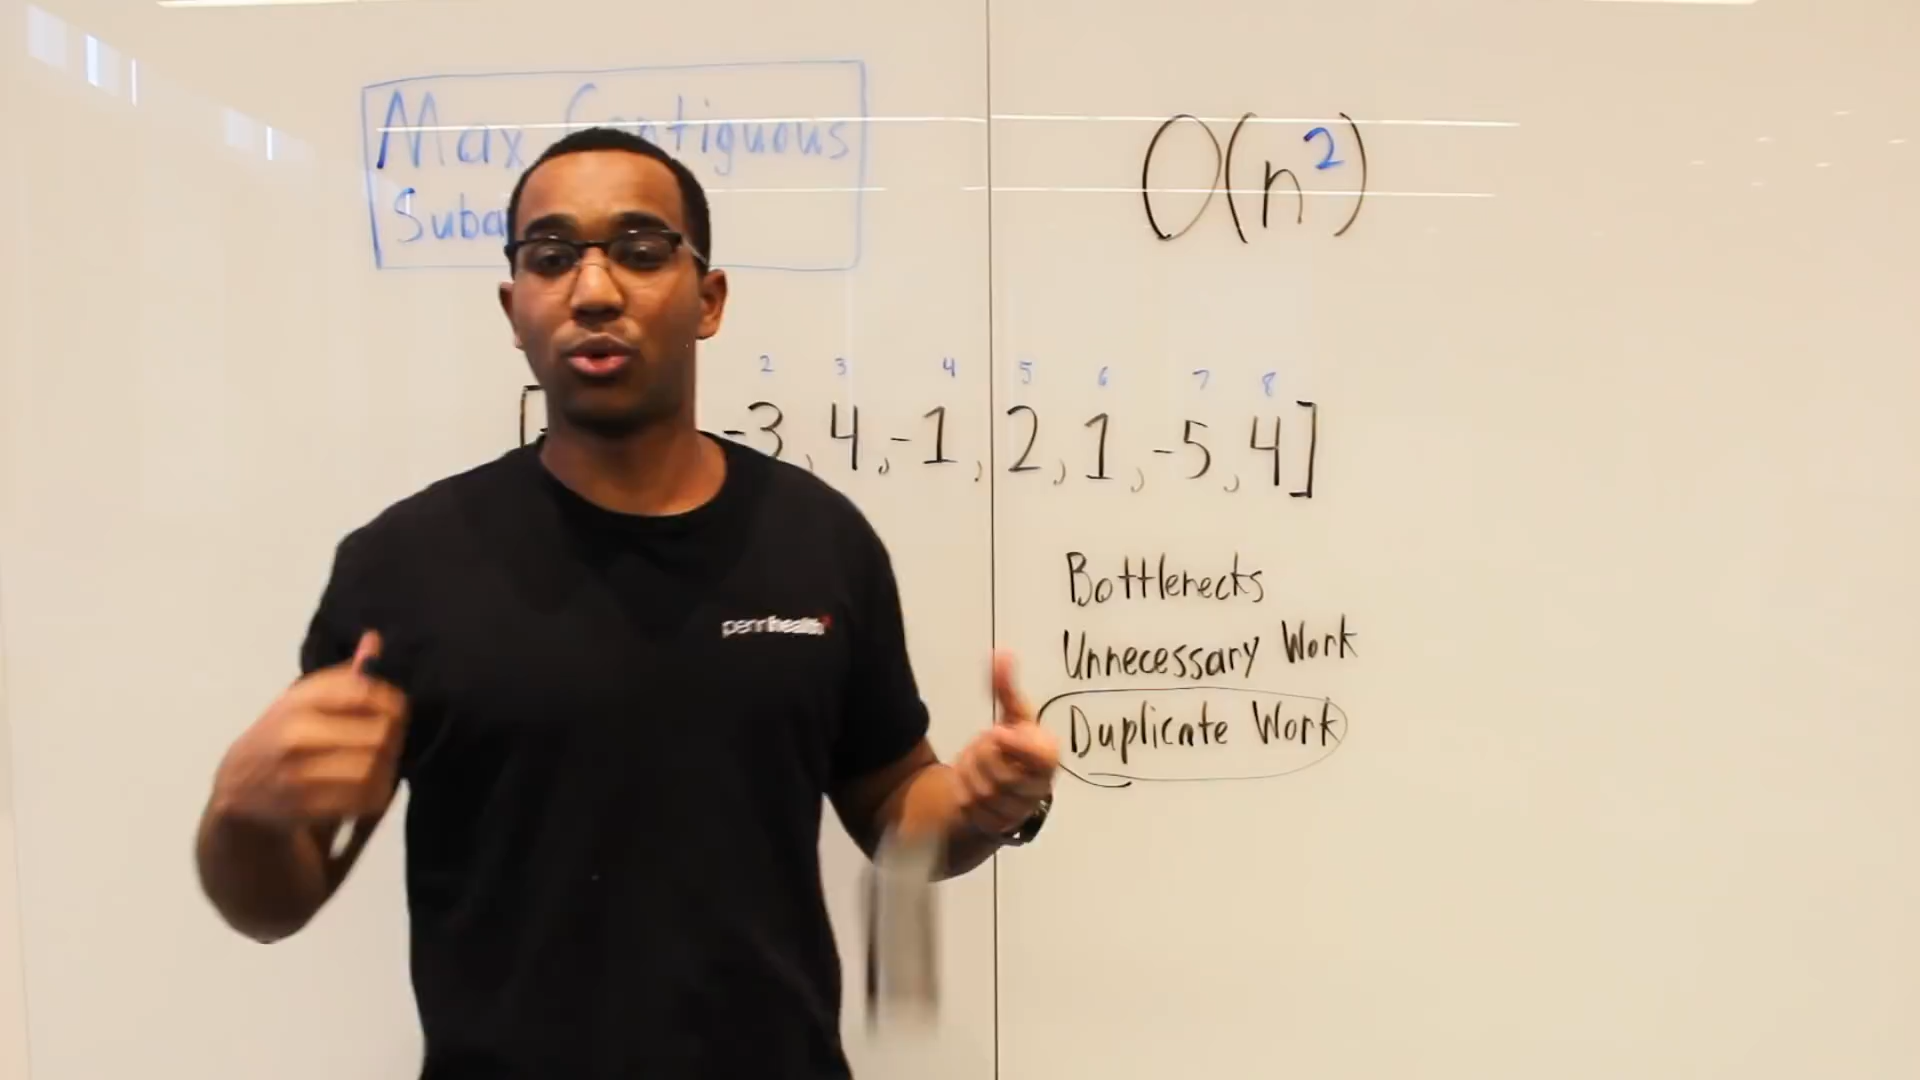 Max Contiguous
Suba
O(n²)
2 3 4 5 6 7 8
[ -3, 4, -1, 2, 1, -5, 4]
Bottlenecks
Unnecessary Work
Duplicate Work
pennhealth